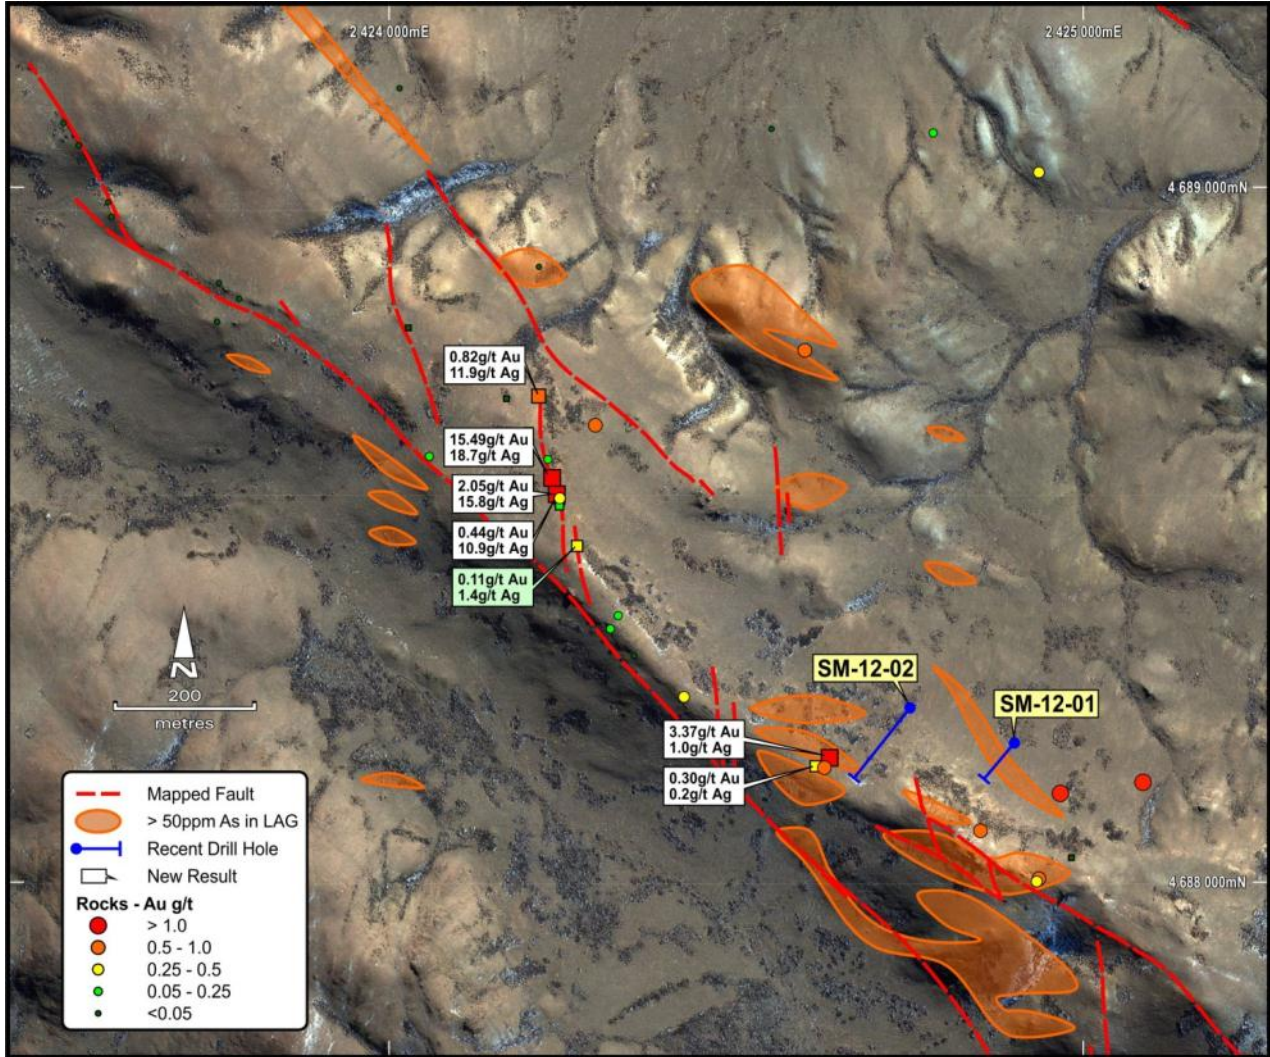 2 424 000mE
2 425 000mE
4 689 000mN
0.82g/t Au
11.9g/t Ag
15.49g/t Au
18.7g/t Ag
2.05g/t Au
15.8g/t Ag
0.44g/t Au
10.9g/t Ag
0.11g/t Au
1.4g/t Ag
N
200
metres
SM-12-02
SM-12-01
3.37g/t Au
1.0g/t Ag
0.30g/t Au
0.2g/t Ag
4 688 000mN
Mapped Fault
> 50ppm As in LAG
Recent Drill Hole
New Result
Rocks - Au g/t
> 1.0
0.5 - 1.0
0.25 - 0.5
0.05 - 0.25
<0.05